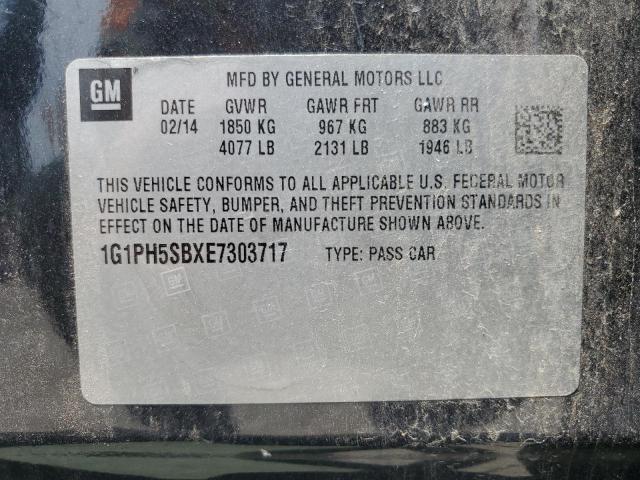 GM
MFD BY GENERAL MOTORS LLC
DATE GVWR GAWR FRT GAWR RR
02/14 1850 KG 967 KG 883 KG
4077 LB 2131 LB 1946 LB
THIS VEHICLE CONFORMS TO ALL APPLICABLE U.S. FEDERAL MOTOR
VEHICLE SAFETY, BUMPER, AND THEFT PREVENTION STANDARDS IN
EFFECT ON THE DATE OF MANUFACTURE SHOWN ABOVE.
1G1PH5SBXE7303717 TYPE: PASS CAR